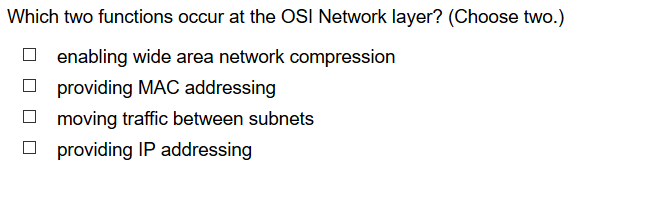 Which two functions occur at the OSI Network layer? (Choose two.)
enabling wide area network compression
providing MAC addressing
moving traffic between subnets
providing IP addressing